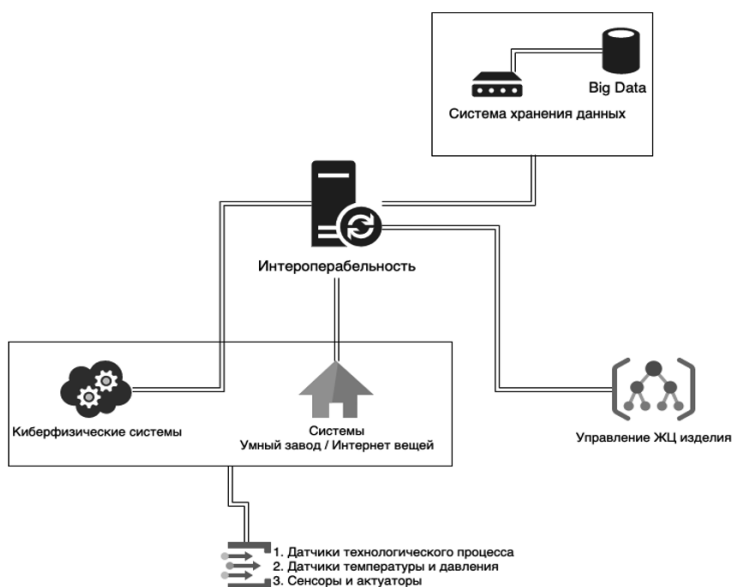 Big Data
Система хранения данных
Интероперабельность
Киберфизические системы
Системы
Умный завод / Интернет вещей
Управление ЖЦ изделия
1. Датчики технологического процесса
2. Датчики температуры и давления
3. Сенсоры и актуаторы